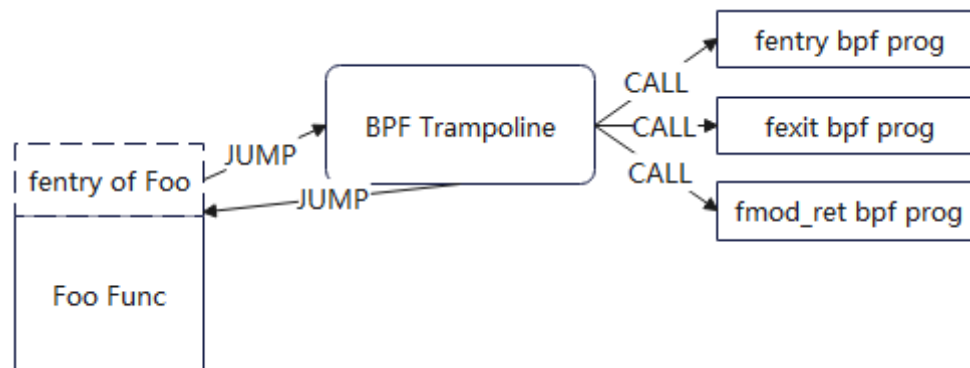 fentry bpf prog
CALL
BPF Trampoline
CALL
fexit bpf prog
JUMP
CALL
fentry of Foo
JUMP
fmod_ret bpf prog
Foo Func